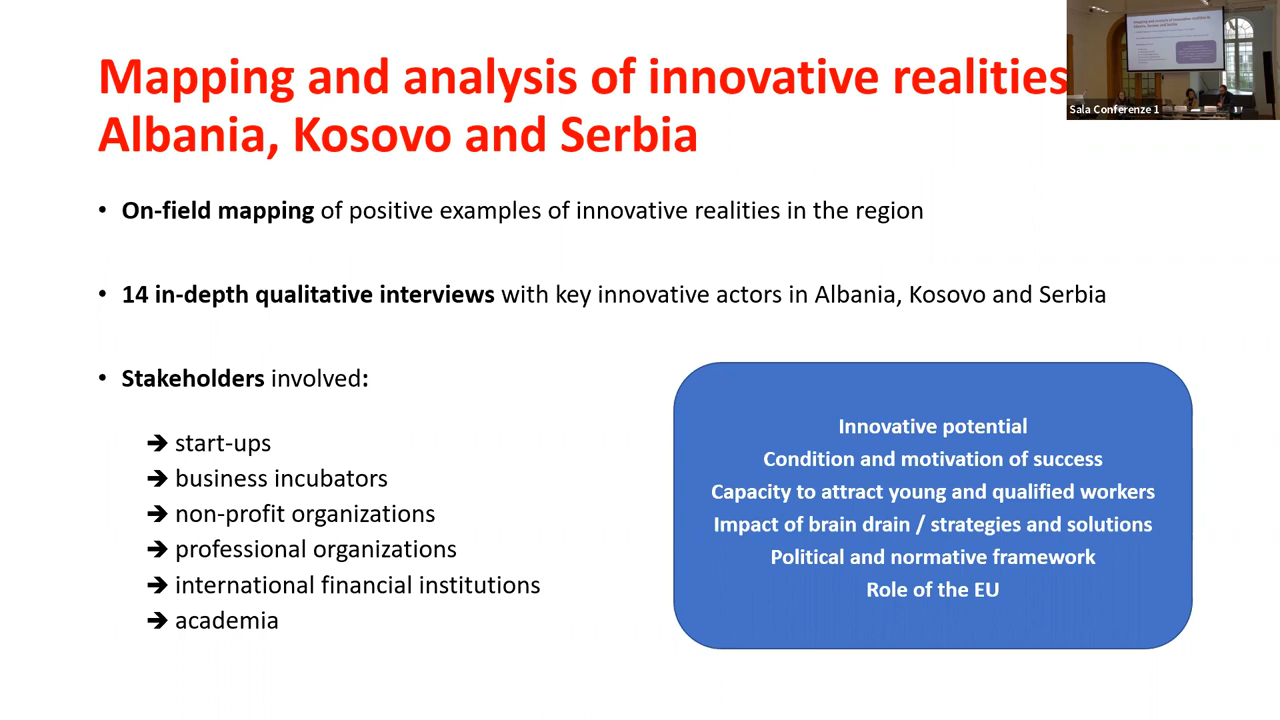 Mapping and analysis of innovative realities
Albania, Kosovo and Serbia
Sala Conferenze 1
• On-field mapping of positive examples of innovative realities in the region
• 14 in-depth qualitative interviews with key innovative actors in Albania, Kosovo and Serbia
• Stakeholders involved:
➔ start-ups
➔ business incubators
➔ non-profit organizations
➔ professional organizations
➔ international financial institutions
➔ academia
Innovative potential
Condition and motivation of success
Capacity to attract young and qualified workers
Impact of brain drain / strategies and solutions
Political and normative framework
Role of the EU